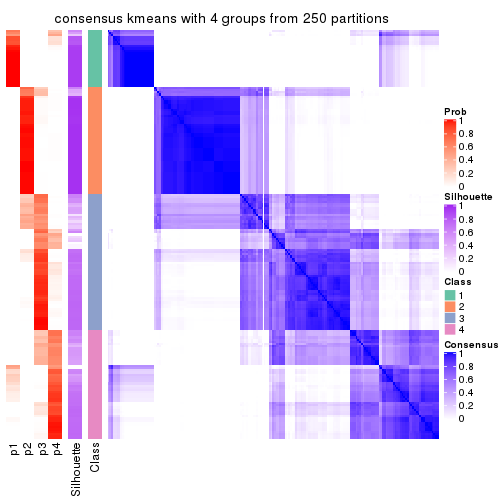 consensus kmeans with 4 groups from 250 partitions
Prob
1
0.8
0.6
0.4
0.2
0
Silhouette
1
0.8
0.6
0.4
0.2
0
Class
1
2
3
4
Consensus
1
0.8
0.6
0.4
0.2
0
p1
p2
p3
p4
Silhouette
Class